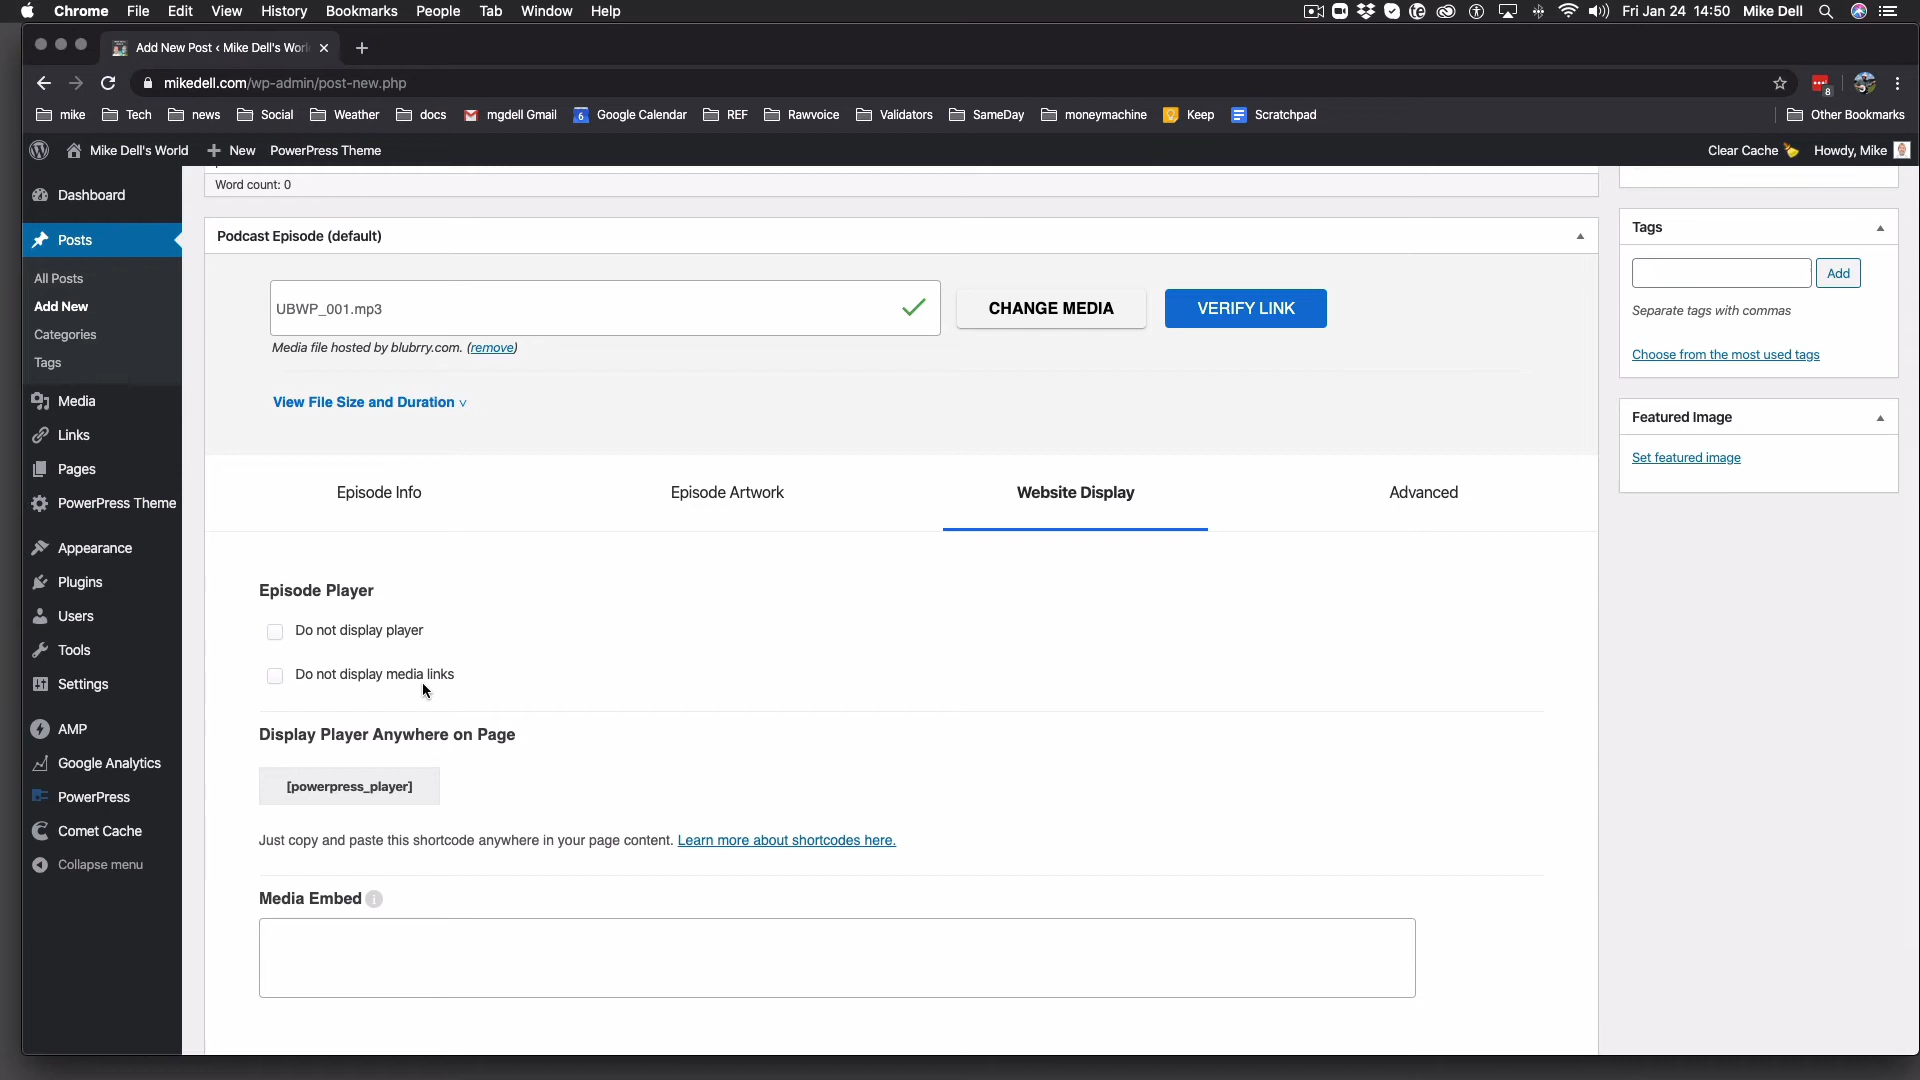 Chrome File Edit View History Bookmarks People Tab Window Help Fri Jan 24 14:50 Mike Dell
Add New Post ‹ Mike Dell's Worl
mikedell.com/wp-admin/post-new.php
8
mike Tech news Social Weather docs mgdell Gmail 6 Google Calendar REF Rawvoice Validators SameDay moneymachine Keep Scratchpad Other Bookmarks
Mike Dell's World New PowerPress Theme Clear Cache Howdy, Mike
Dashboard
Posts
All Posts
Add New
Categories
Tags
Media
Links
Pages
PowerPress Theme
Appearance
Plugins
Users
Tools
Settings
AMP
Google Analytics
PowerPress
Comet Cache
Collapse menu
Word count: 0
Podcast Episode (default)
UBWP_001.mp3
CHANGE MEDIA
VERIFY LINK
Media file hosted by blubrry.com. (remove)
View File Size and Duration v
Episode Info Episode Artwork Website Display Advanced
Episode Player
Do not display player
Do not display media links
Display Player Anywhere on Page
[powerpress_player]
Just copy and paste this shortcode anywhere in your page content. Learn more about shortcodes here.
Media Embed i
Tags
Add
Separate tags with commas
Choose from the most used tags
Featured Image
Set featured image